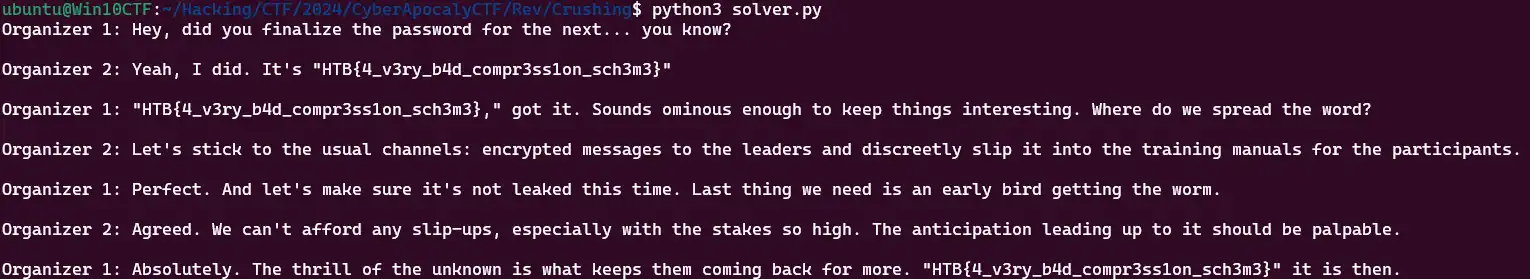 ubuntu@Win10CTF:~/Hacking/CTF/2024/CyberApocalyCTF/Rev/Crushing$ python3 solver.py
Organizer 1: Hey, did you finalize the password for the next... you know?
Organizer 2: Yeah, I did. It's "HTB{4_v3ry_b4d_compr3ss1on_sch3m3}"
Organizer 1: "HTB{4_v3ry_b4d_compr3ss1on_sch3m3}," got it. Sounds ominous enough to keep things interesting. Where do we spread the word?
Organizer 2: Let's stick to the usual channels: encrypted messages to the leaders and discreetly slip it into the training manuals for the participants.
Organizer 1: Perfect. And let's make sure it's not leaked this time. Last thing we need is an early bird getting the worm.
Organizer 2: Agreed. We can't afford any slip-ups, especially with the stakes so high. The anticipation leading up to it should be palpable.
Organizer 1: Absolutely. The thrill of the unknown is what keeps them coming back for more. "HTB{4_v3ry_b4d_compr3ss1on_sch3m3}" it is then.